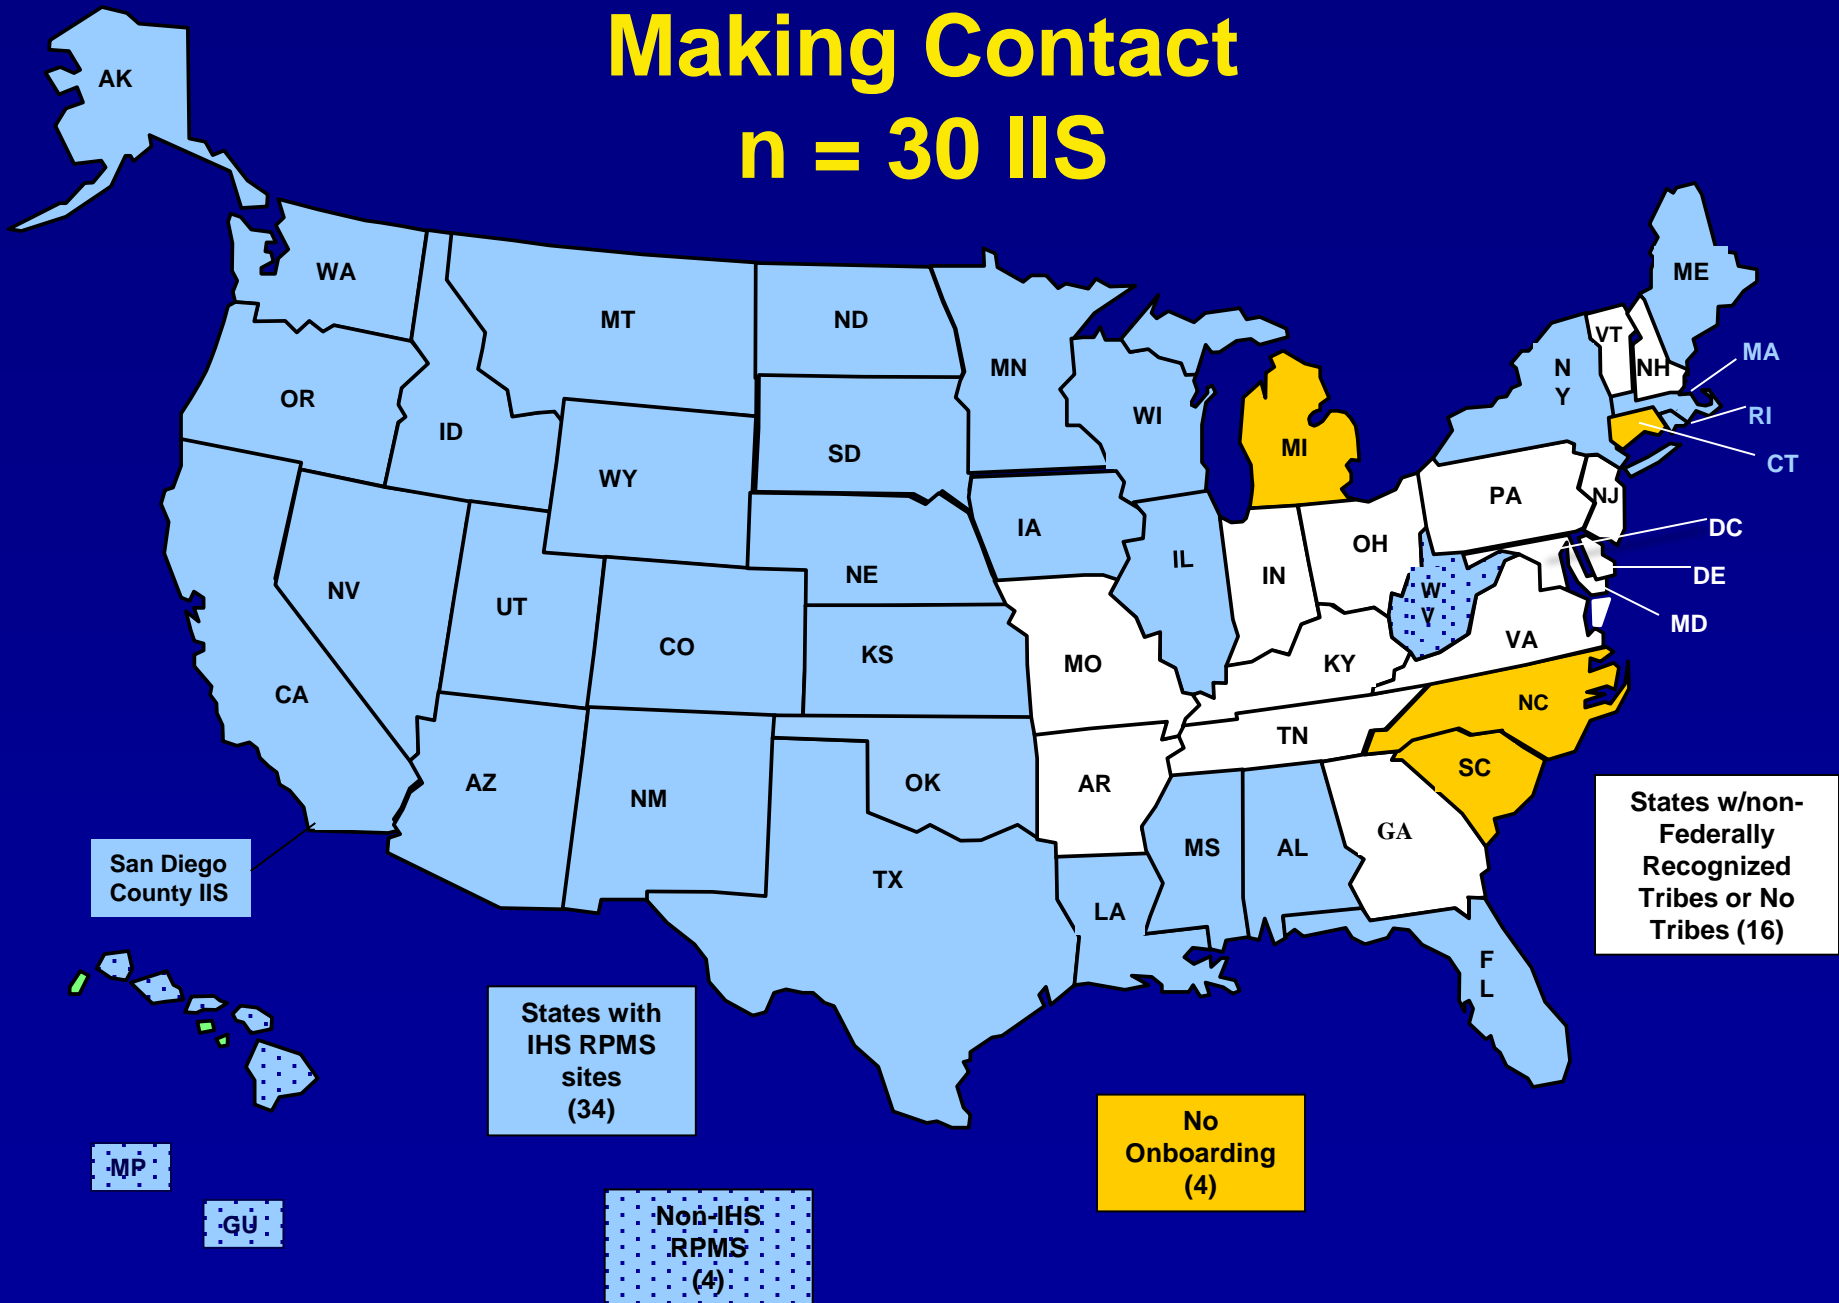 Making Contact
n = 30 IIS
AK
WA
MT
ND
MN
ME
VT
NH
MA
N
Y
OR
ID
WI
RI
MI
CT
WY
SD
PA
NJ
IA
DC
OH
IL
NE
IN
DE
NV
UT
W
V
MD
CO
KS
MO
KY
VA
CA
NC
TN
SC
AZ
NM
OK
AR
GA
MS
AL
TX
LA
F
L
San Diego
County IIS
States w/non-
Federally
Recognized
Tribes or No
Tribes (16)
States with
IHS RPMS
sites
(34)
No
Onboarding
(4)
MP
GU
Non-IHS
RPMS
(4)